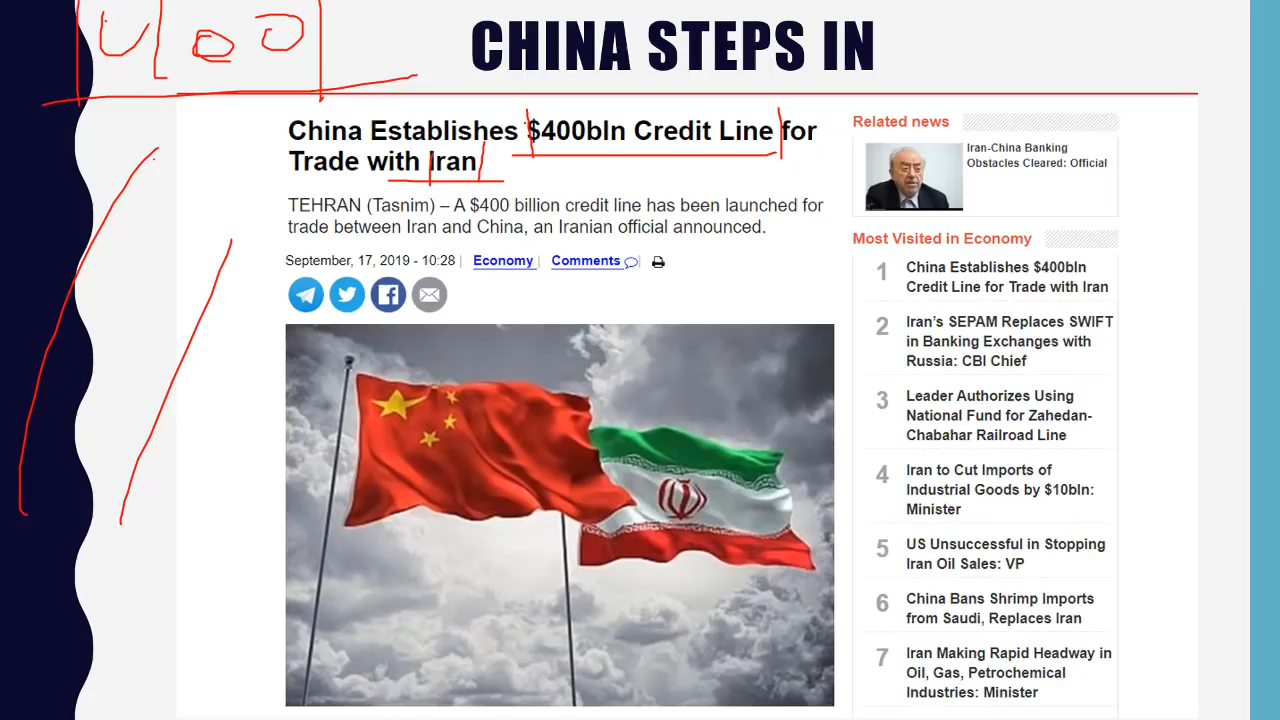 CHINA STEPS IN
400
China Establishes $400bln Credit Line for
Trade with Iran
TEHRAN (Tasnim) – A $400 billion credit line has been launched for
trade between Iran and China, an Iranian official announced.
September, 17, 2019 - 10:28
Economy
Comments
Related news
Iran-China Banking
Obstacles Cleared: Official
Most Visited in Economy
1 China Establishes $400bln
Credit Line for Trade with Iran
2 Iran's SEPAM Replaces SWIFT
in Banking Exchanges with
Russia: CBI Chief
3 Leader Authorizes Using
National Fund for Zahedan-
Chabahar Railroad Line
4 Iran to Cut Imports of
Industrial Goods by $10bln:
Minister
5 US Unsuccessful in Stopping
Iran Oil Sales: VP
6 China Bans Shrimp Imports
from Saudi, Replaces Iran
7 Iran Making Rapid Headway in
Oil, Gas, Petrochemical
Industries: Minister